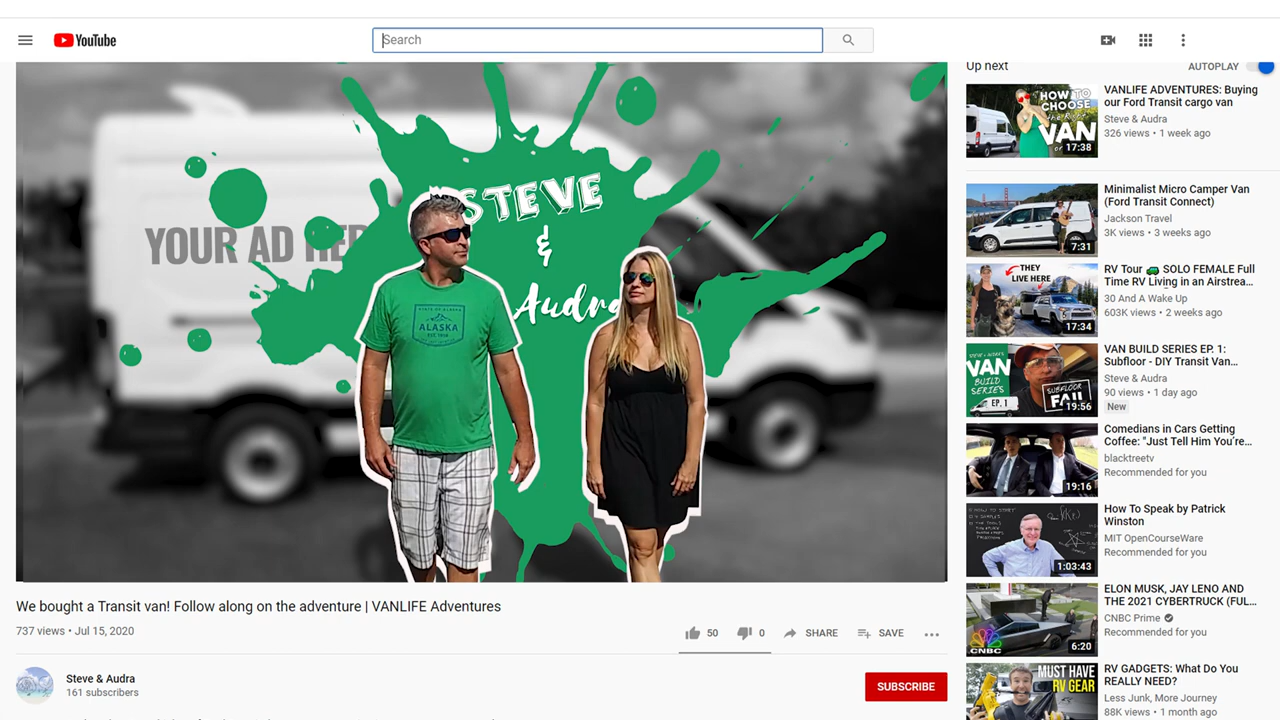 YouTube
Search
YOUR AD HE
STEVE
&
Audra
ALASKA
We bought a Transit van! Follow along on the adventure | VANLIFE Adventures
737 views • Jul 15, 2020
50
0
SHARE
SAVE
Steve & Audra
161 subscribers
SUBSCRIBE
Up next
AUTOPLAY
HOW TO
CHOOSE
the Right
VAN
17:38
VANLIFE ADVENTURES: Buying
our Ford Transit cargo van
Steve & Audra
326 views • 1 week ago
7:31
Minimalist Micro Camper Van
(Ford Transit Connect)
Jackson Travel
3K views • 3 weeks ago
THEY
LIVE HERE
17:34
RV Tour 🚙 SOLO FEMALE Full
Time RV Living in an Airstrea...
30 And A Wake Up
603K views • 2 weeks ago
VAN
BUILD
SERIES
EP. 1
SUBFLOOR
FAIL
19:56
VAN BUILD SERIES EP. 1:
Subfloor - DIY Transit Van...
Steve & Audra
90 views • 1 day ago
New
19:16
Comedians in Cars Getting
Coffee: "Just Tell Him You're...
blacktreetv
Recommended for you
1:03:43
How To Speak by Patrick
Winston
MIT OpenCourseWare
Recommended for you
CNBC
6:20
ELON MUSK, JAY LENO AND
THE 2021 CYBERTRUCK (FUL...
CNBC Prime
Recommended for you
MUST HAVE
RV GEAR
RV GADGETS: What Do You
REALLY NEED?
Less Junk, More Journey
88K views • 1 month ago